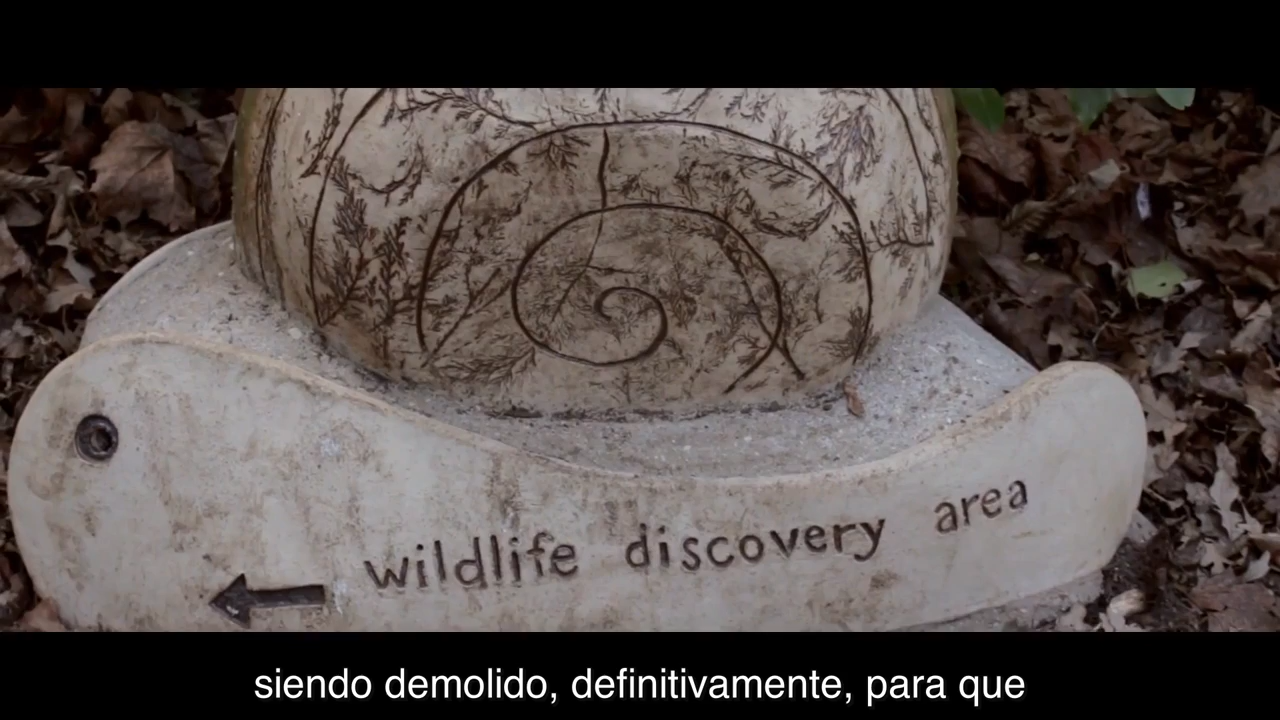 wildlife discovery area
siendo demolido, definitivamente, para que